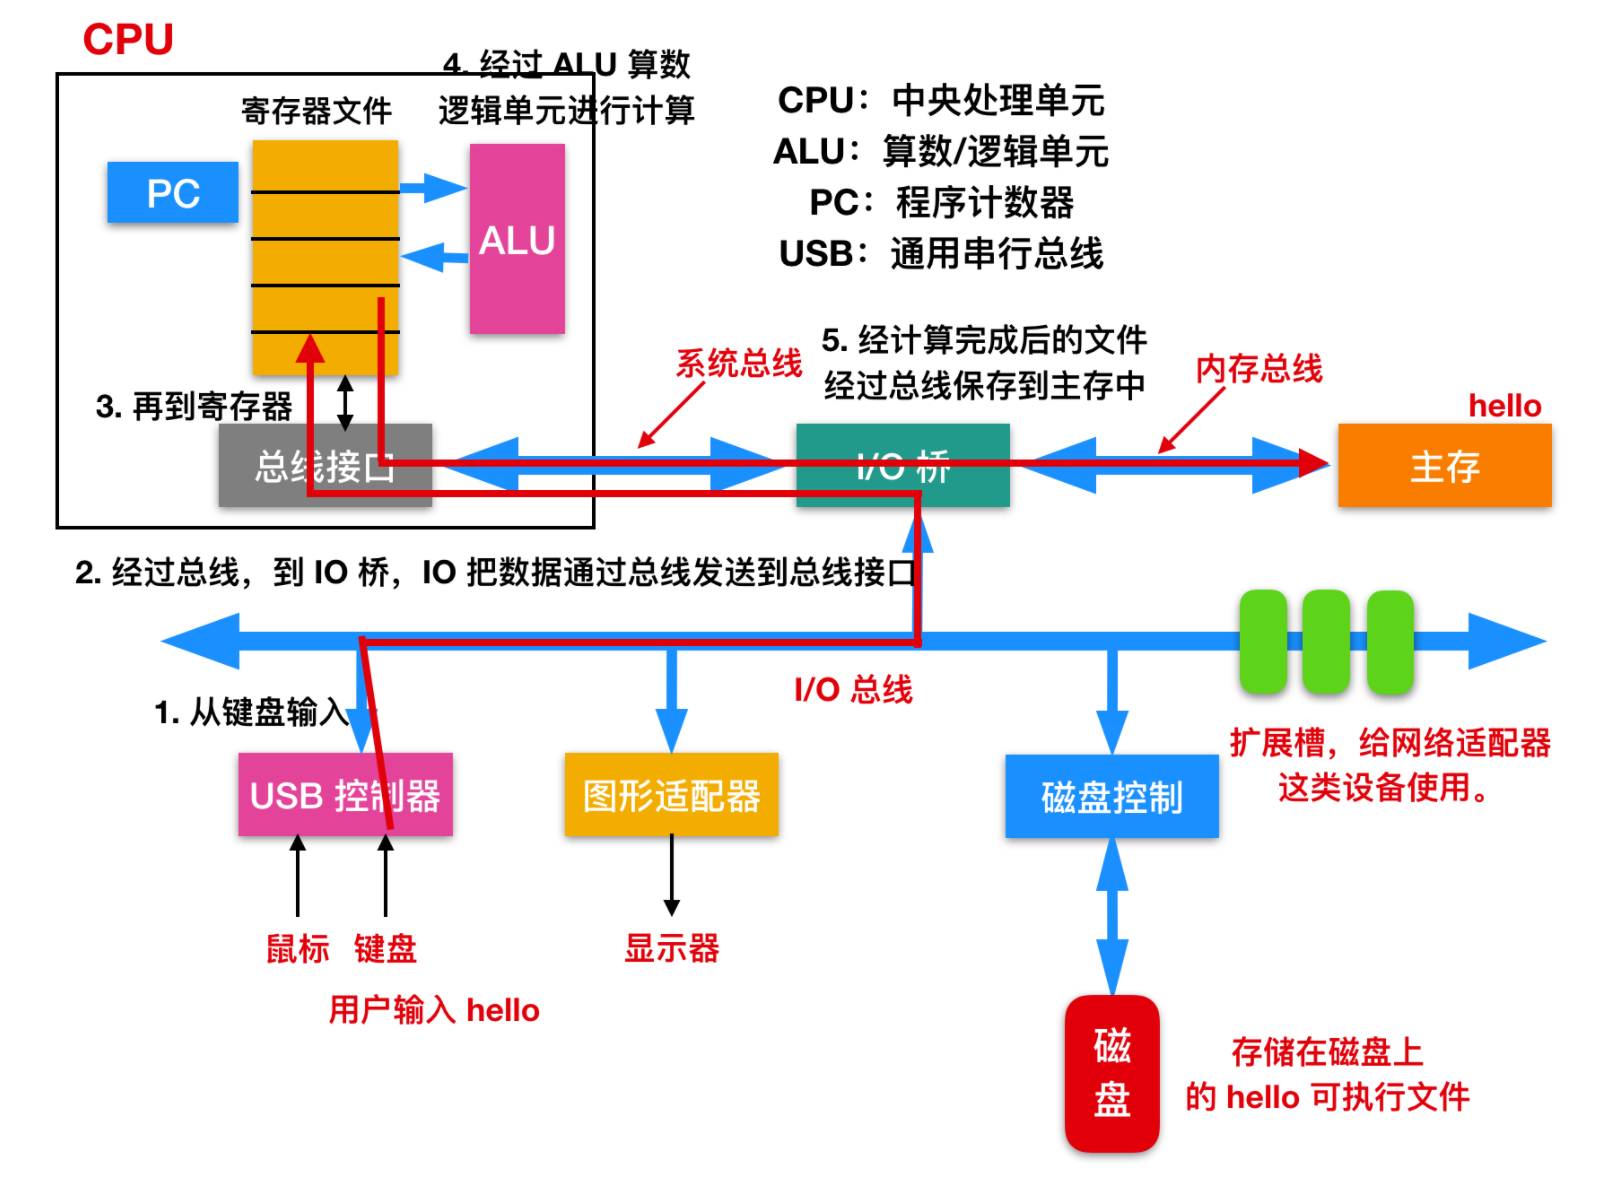 CPU
4. 经过 ALU 算数
逻辑单元进行计算
寄存器文件
PC
ALU
CPU：中央处理单元
ALU：算数/逻辑单元
PC：程序计数器
USB：通用串行总线
5. 经计算完成后的文件
经过总线保存到主存中
系统总线
内存总线
hello
3. 再到寄存器
总线接口
I/O 桥
主存
2. 经过总线，到 IO 桥，IO 把数据通过总线发送到总线接口
I/O 总线
1. 从键盘输入
扩展槽，给网络适配器
这类设备使用。
USB 控制器
图形适配器
磁盘控制
鼠标
键盘
显示器
用户输入 hello
磁
盘
存储在磁盘上
的 hello 可执行文件